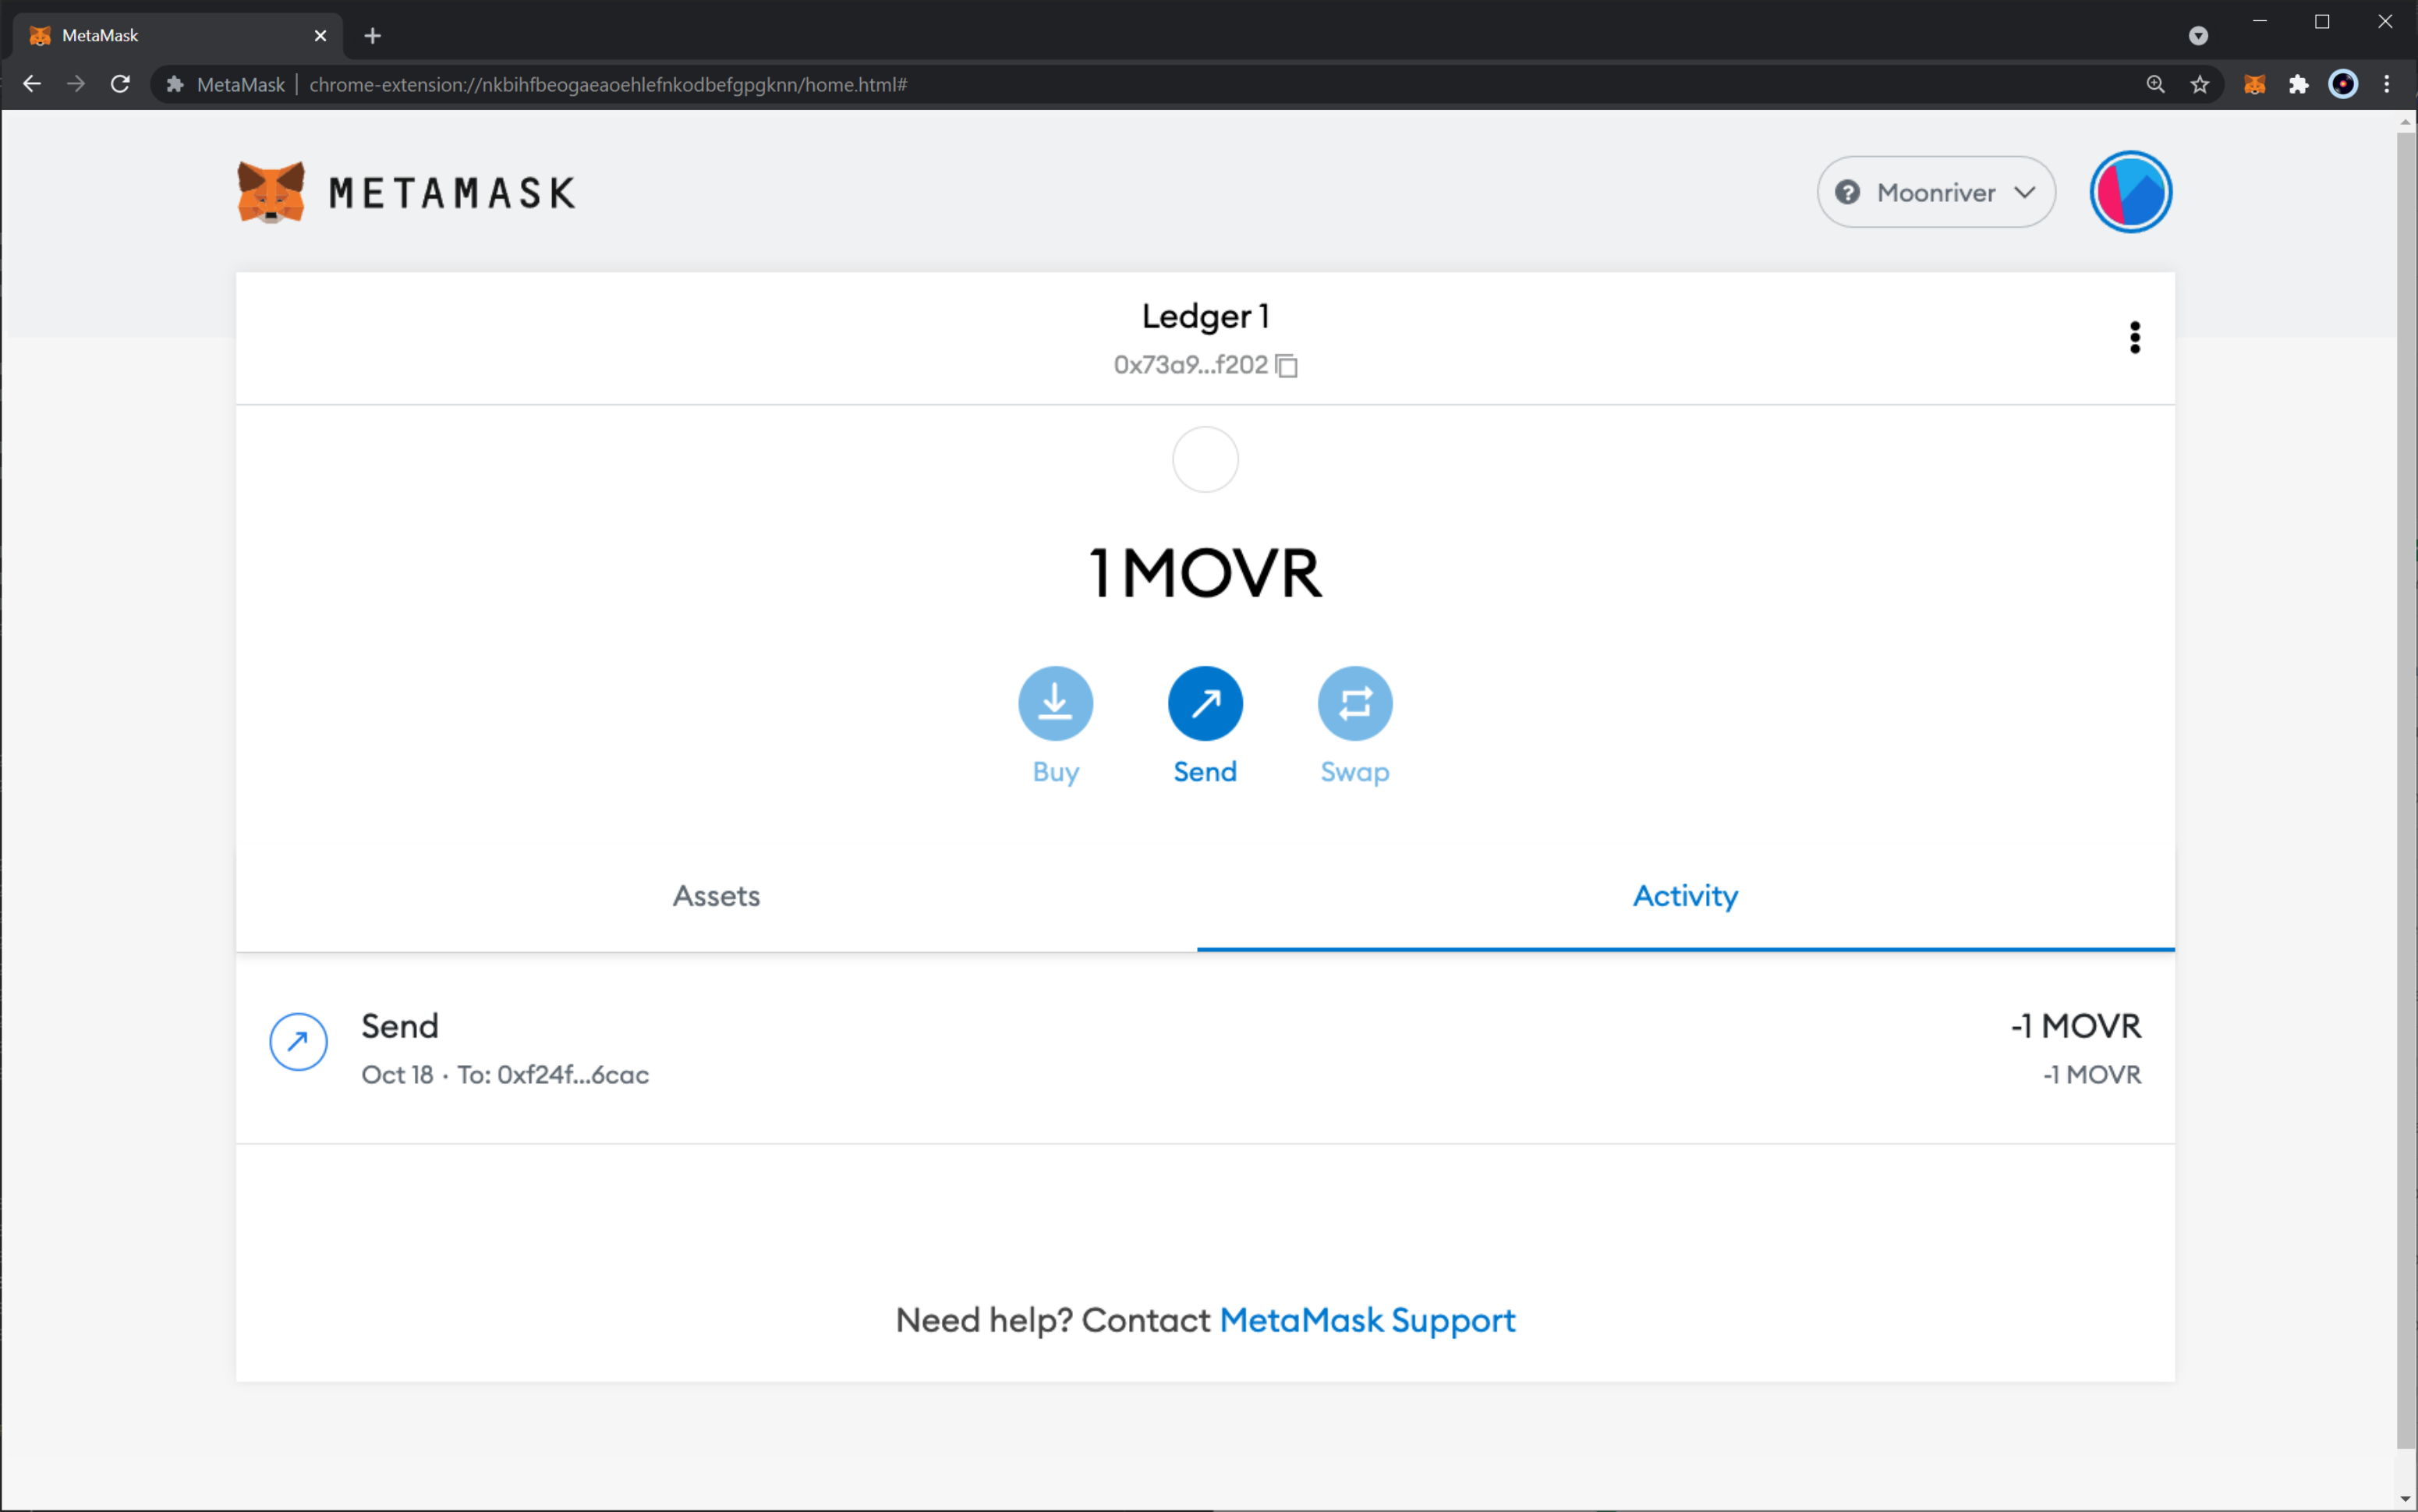 MetaMask
MetaMask | chrome-extension://nkbihfbeogaeaoehlefnkodbefgpgknn/home.html#
METAMASK
? Moonriver
Ledger 1
0x73a9...f202
1 MOVR
Buy
Send
Swap
Assets
Activity
Send
-1 MOVR
Oct 18 · To: 0xf24f...6cac
-1 MOVR
Need help? Contact MetaMask Support